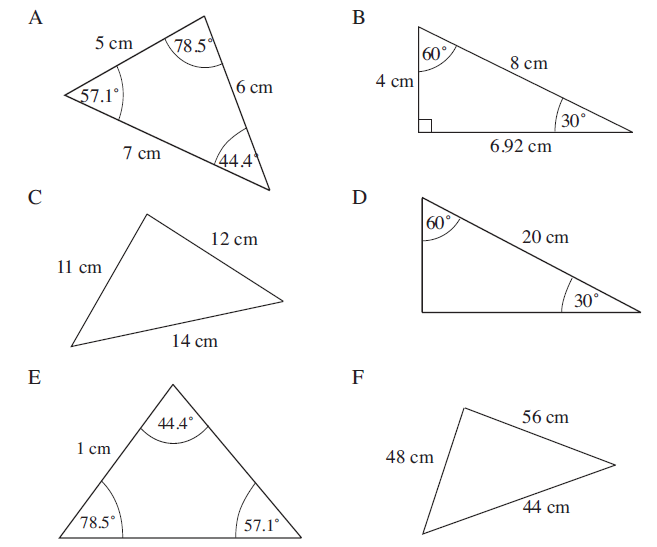 A
5 cm
78.5°
57.1°
6 cm
7 cm
44.4°
B
60°
8 cm
4 cm
30°
6.92 cm
C
12 cm
11 cm
14 cm
D
60°
20 cm
30°
E
44.4°
1 cm
78.5°
57.1°
F
56 cm
48 cm
44 cm